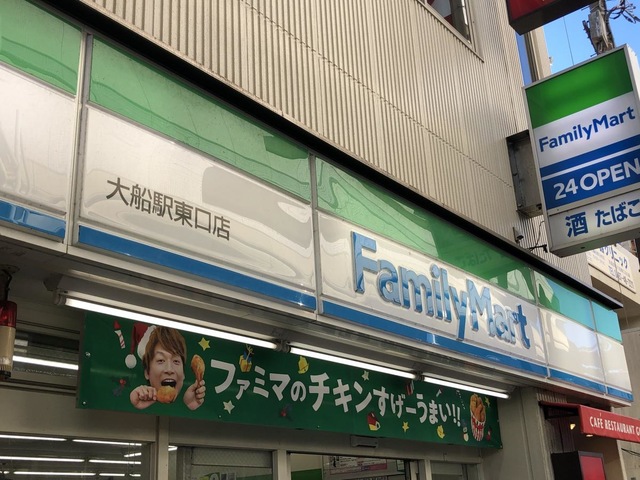 大船駅東口店
FamilyMart
ファミマのチキンすげーうまい!!
FamilyMart
24 OPEN
酒 たばこ
CAFÉ RESTAURANT